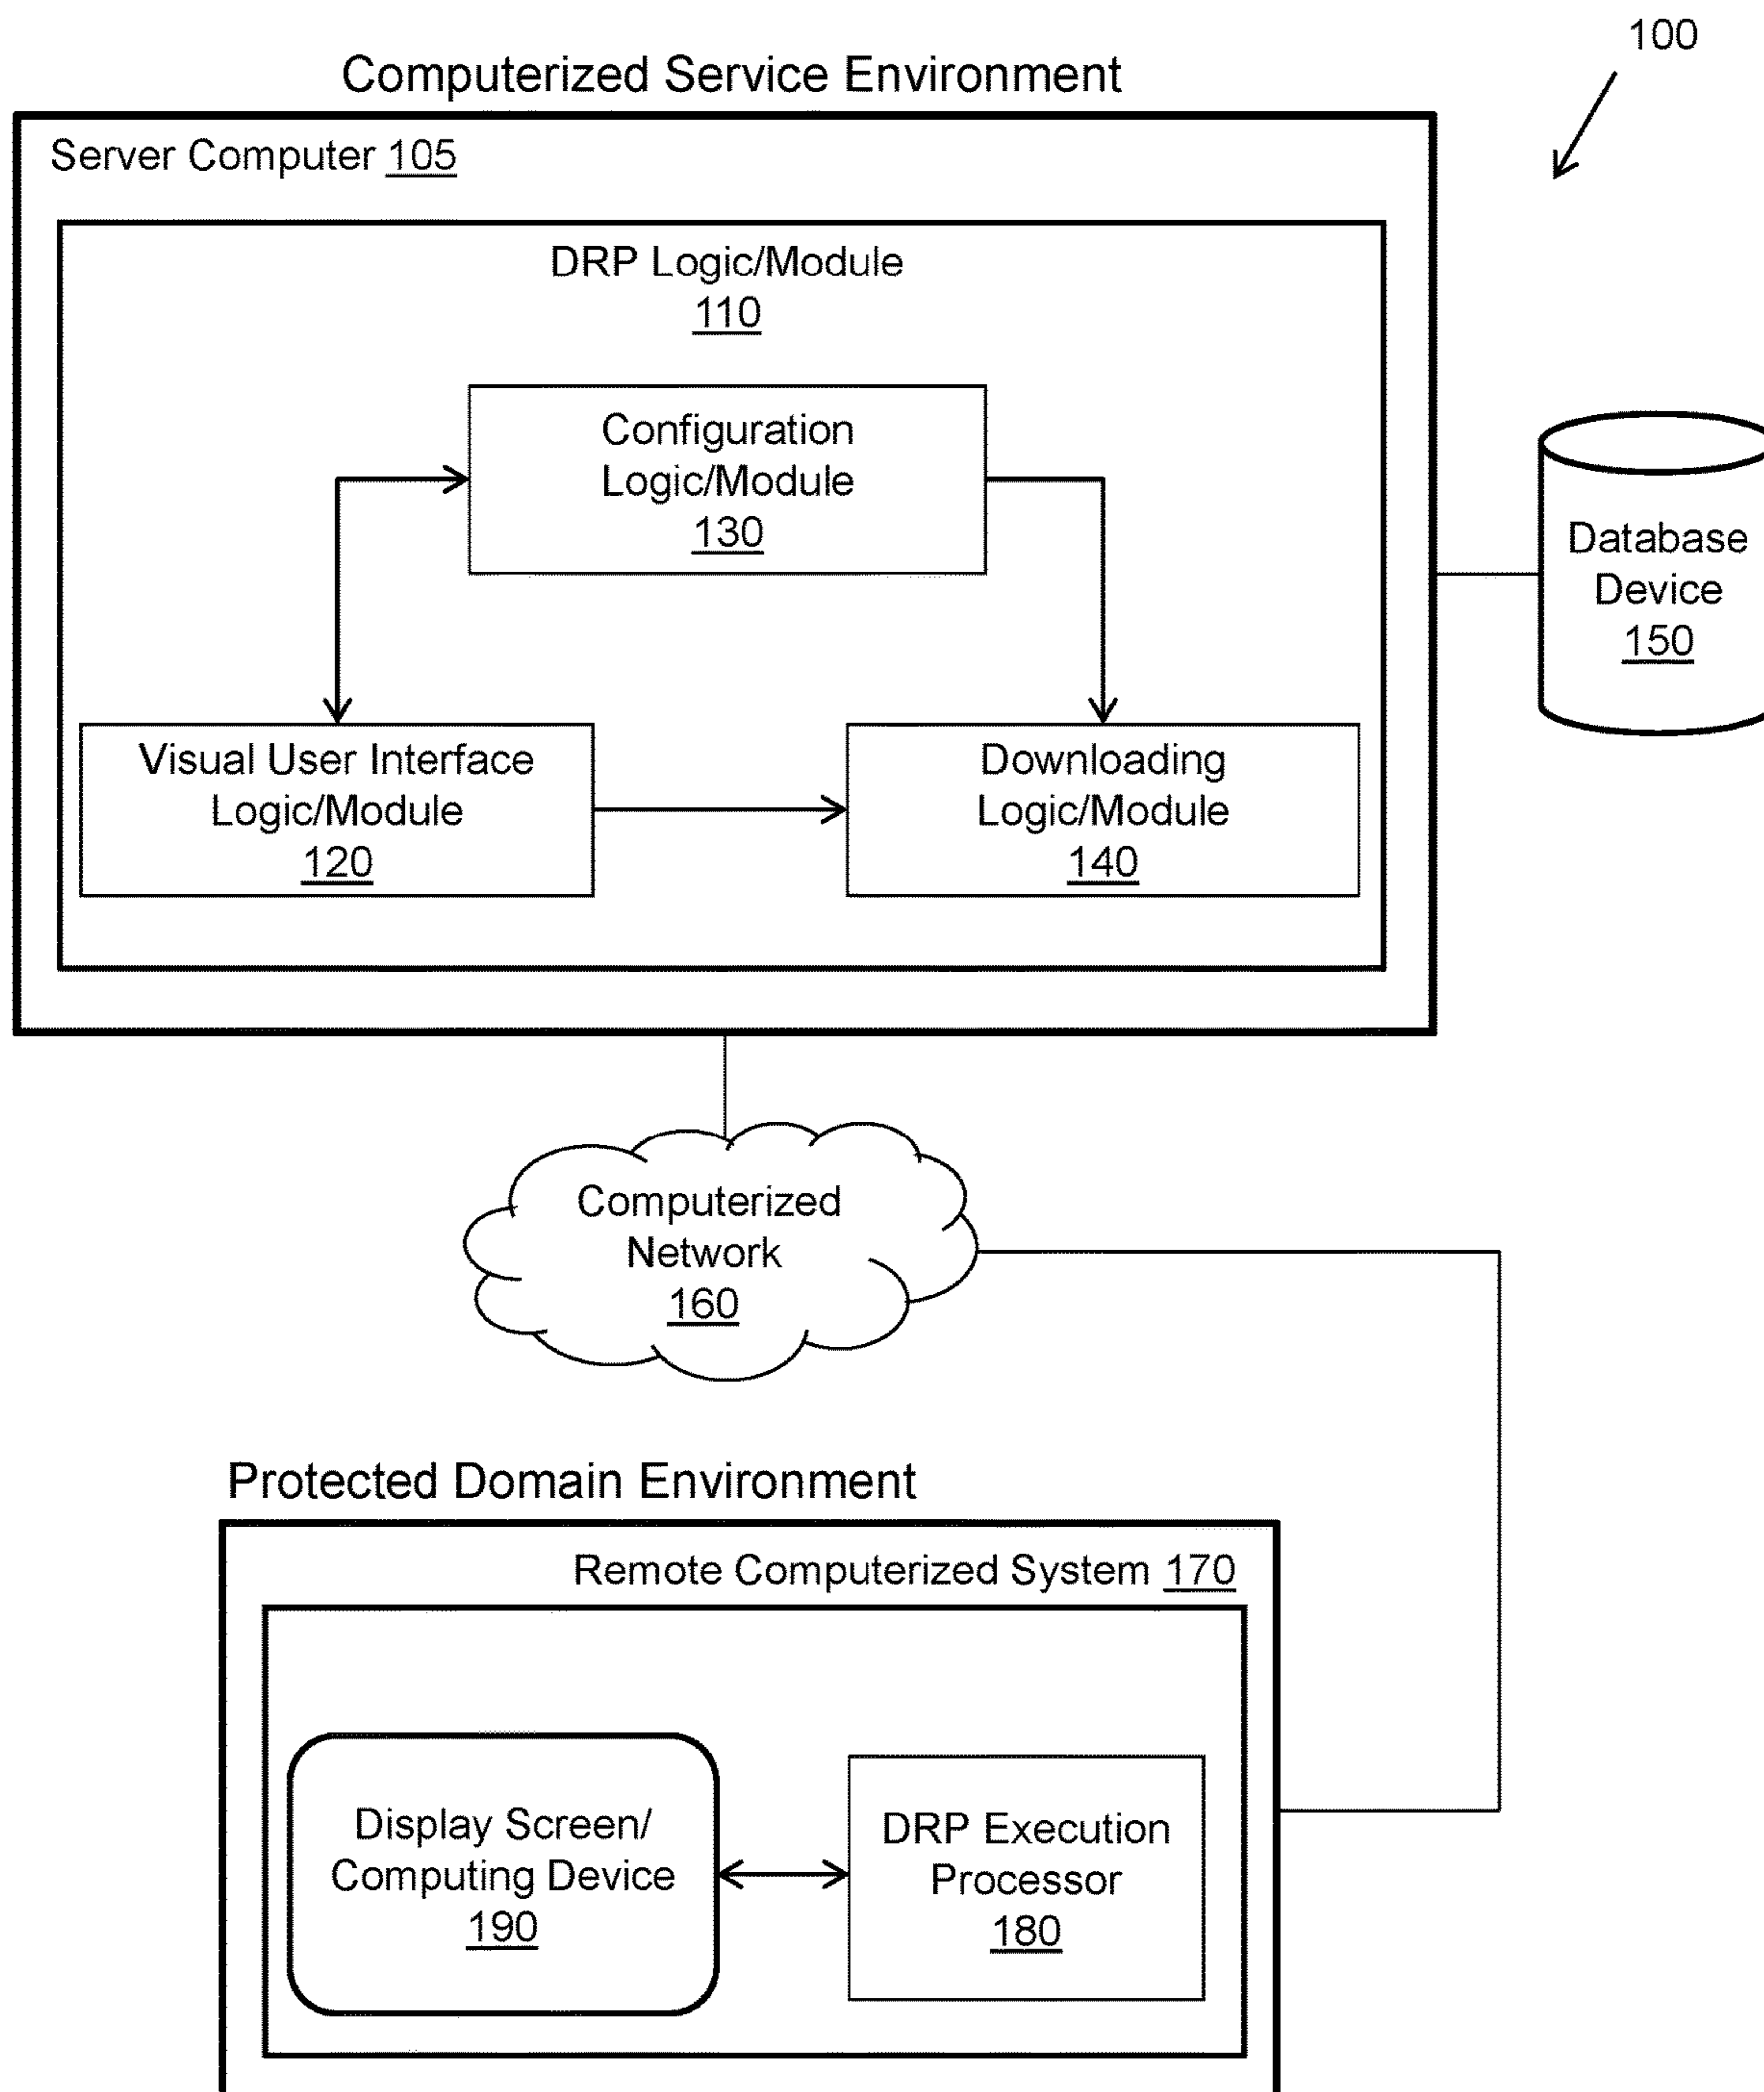 100
Computerized Service Environment
Server Computer 105
DRP Logic/Module
110
Configuration
Logic/Module
130
Database
Device
150
Visual User Interface
Logic/Module
120
Downloading
Logic/Module
140
Computerized
Network
160
Protected Domain Environment
Remote Computerized System 170
Display Screen/
Computing Device
190
DRP Execution
Processor
180